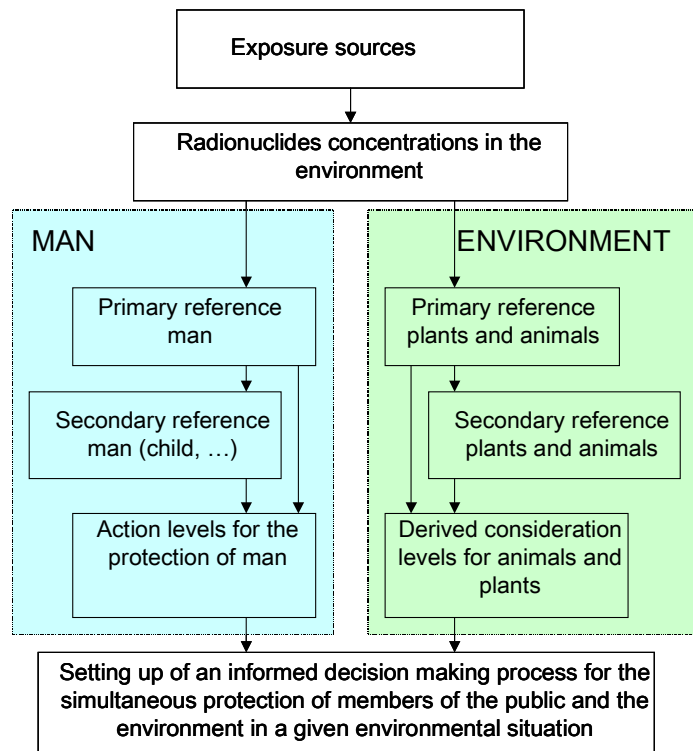 Exposure sources
Radionuclides concentrations in the
environment
MAN
Primary reference
man
Secondary reference
man (child, …)
Action levels for the
protection of man
ENVIRONMENT
Primary reference
plants and animals
Secondary reference
plants and animals
Derived consideration
levels for animals and
plants
Setting up of an informed decision making process for the
simultaneous protection of members of the public and the
environment in a given environmental situation